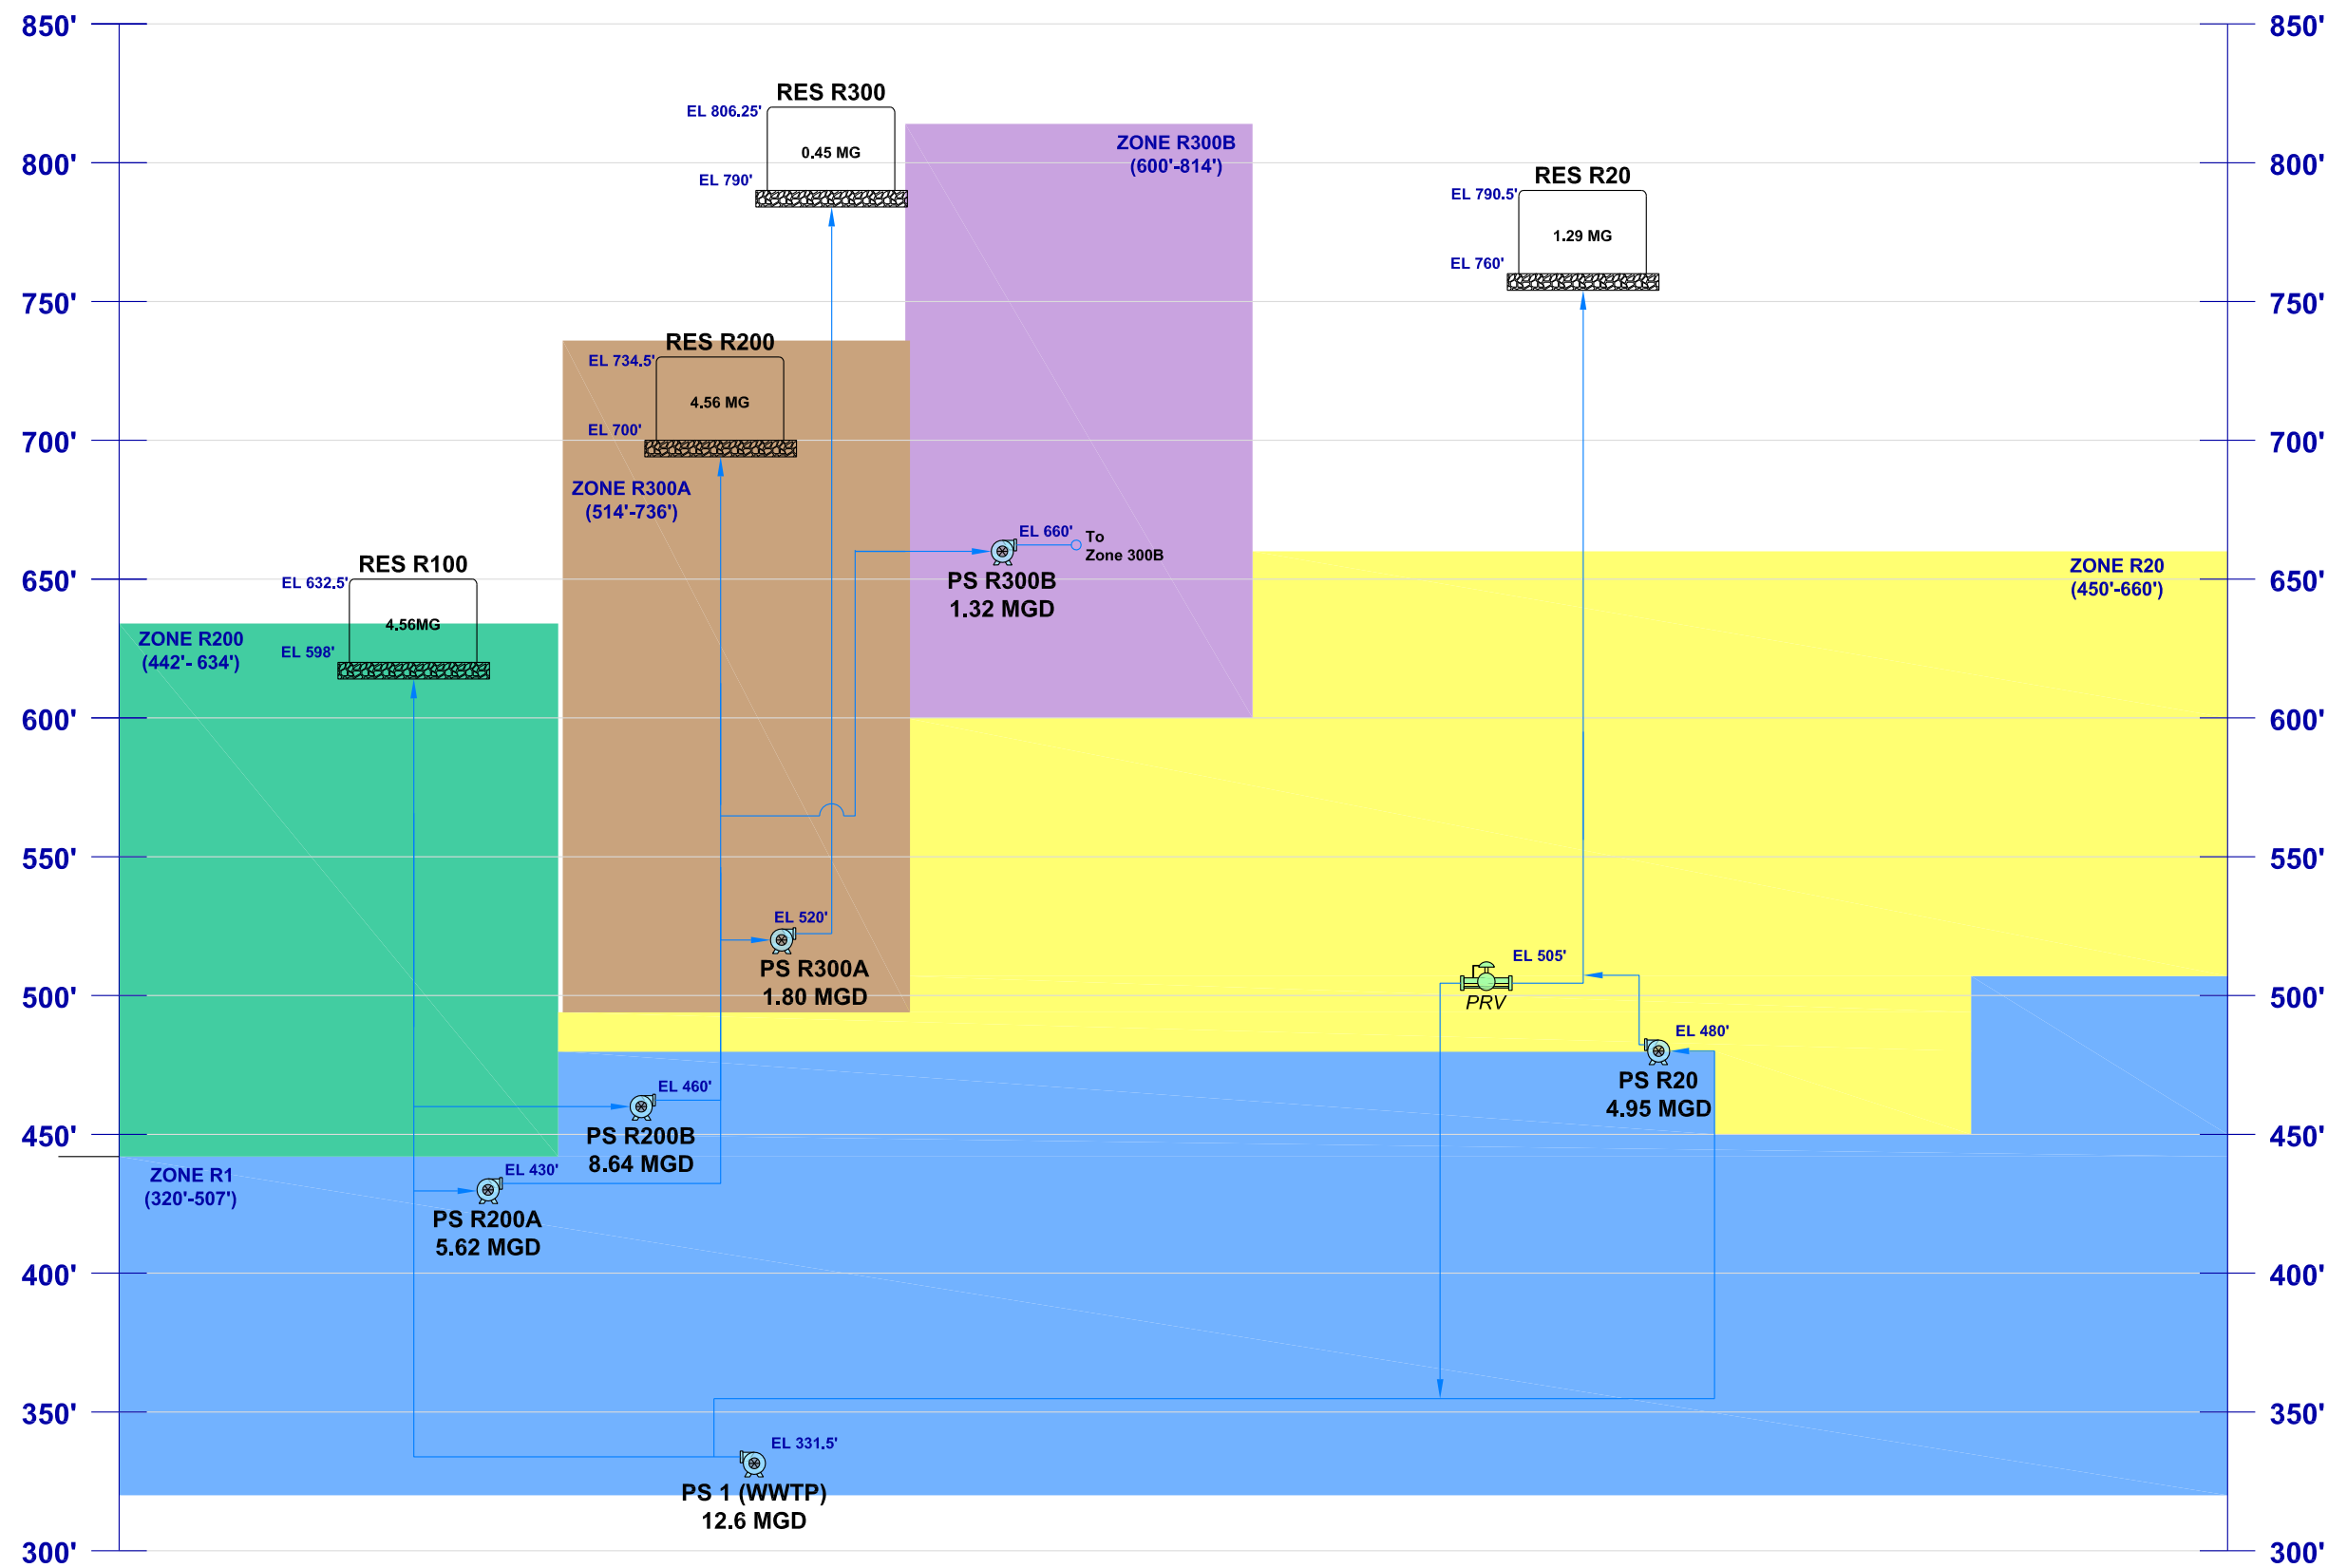 850'
850'
RES R300
EL 806.25'
0.45 MG
EL 790'
ZONE R300B
(600'-814')
800'
800'
RES R20
EL 790.5'
1.29 MG
EL 760'
750'
750'
RES R200
EL 734.5'
4.56 MG
EL 700'
700'
700'
ZONE R300A
(514'-736')
EL 660'
To
Zone 300B
PS R300B
1.32 MGD
RES R100
EL 632.5'
4.56MG
EL 598'
ZONE R20
(450'-660')
650'
650'
ZONE R200
(442'- 634')
600'
600'
550'
550'
EL 520'
PS R300A
1.80 MGD
EL 505'
PRV
500'
500'
EL 480'
PS R20
4.95 MGD
EL 460'
PS R200B
8.64 MGD
450'
450'
ZONE R1
(320'-507')
EL 430'
PS R200A
5.62 MGD
400'
400'
350'
350'
EL 331.5'
PS 1 (WWTP)
12.6 MGD
300'
300'